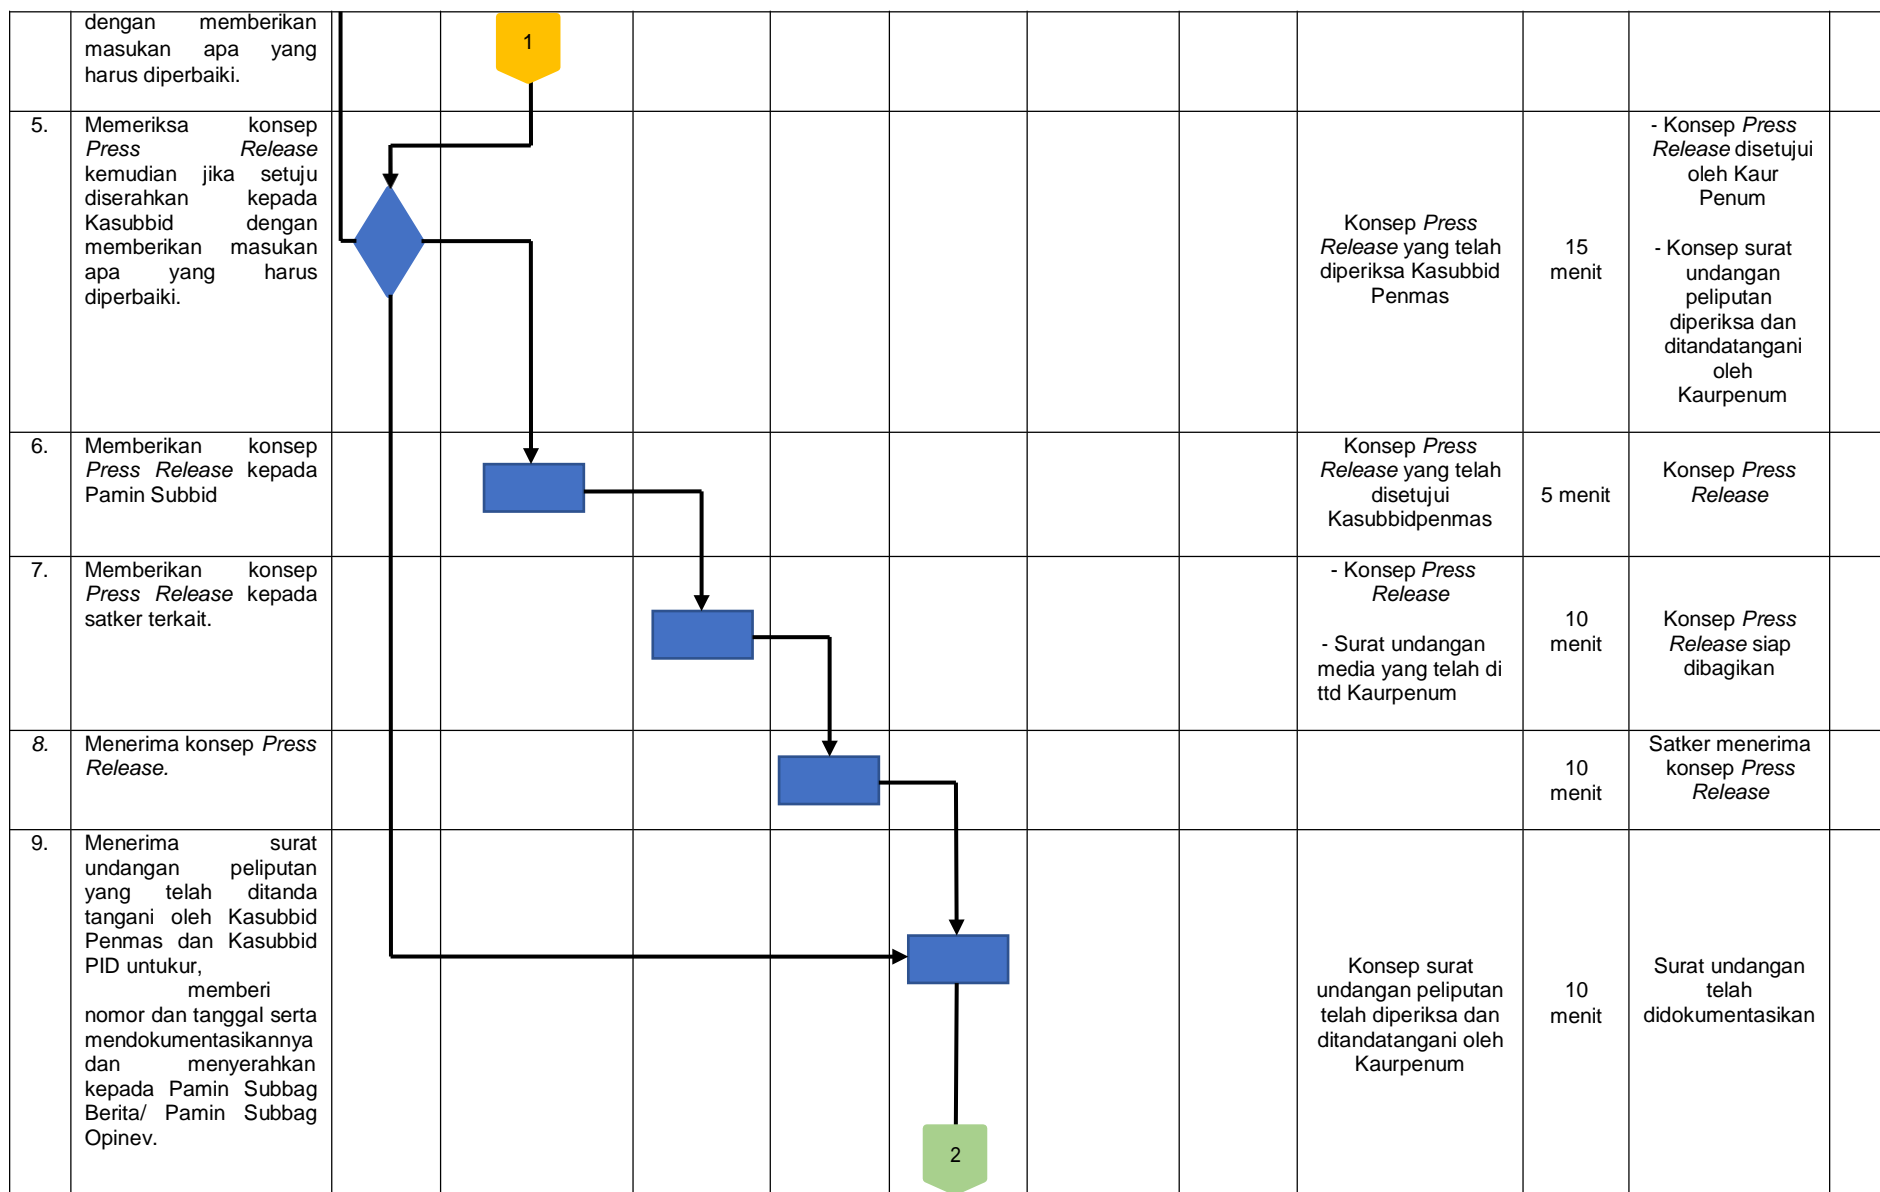 dengan memberikan
masukan apa yang
harus diperbaiki.
1
5.
Memeriksa konsep
Press Release
kemudian jika setuju
diserahkan kepada
Kasubbid dengan
memberikan masukan
apa yang harus
diperbaiki.
Konsep Press
Release yang telah
diperiksa Kasubbid
Penmas
15
menit
- Konsep Press
Release disetujui
oleh Kaur
Penum
- Konsep surat
undangan
peliputan
diperiksa dan
ditandatangani
oleh
Kaurpenum
6.
Memberikan konsep
Press Release kepada
Pamin Subbid
Konsep Press
Release yang telah
disetujui
Kasubbidpenmas
5 menit
Konsep Press
Release
7.
Memberikan konsep
Press Release kepada
satker terkait.
- Konsep Press
Release
- Surat undangan
media yang telah di
ttd Kaurpenum
10
menit
Konsep Press
Release siap
dibagikan
8.
Menerima konsep Press
Release.
10
menit
Satker menerima
konsep Press
Release
9.
Menerima surat
undangan peliputan
yang telah ditanda
tangani oleh Kasubbid
Penmas dan Kasubbid
PID untukur,
memberi
nomor dan tanggal serta
mendokumentasikannya
dan menyerahkan
kepada Pamin Subbag
Berita/ Pamin Subbag
Opinev.
Konsep surat
undangan peliputan
telah diperiksa dan
ditandatangani oleh
Kaurpenum
10
menit
Surat undangan
telah
didokumentasikan
2